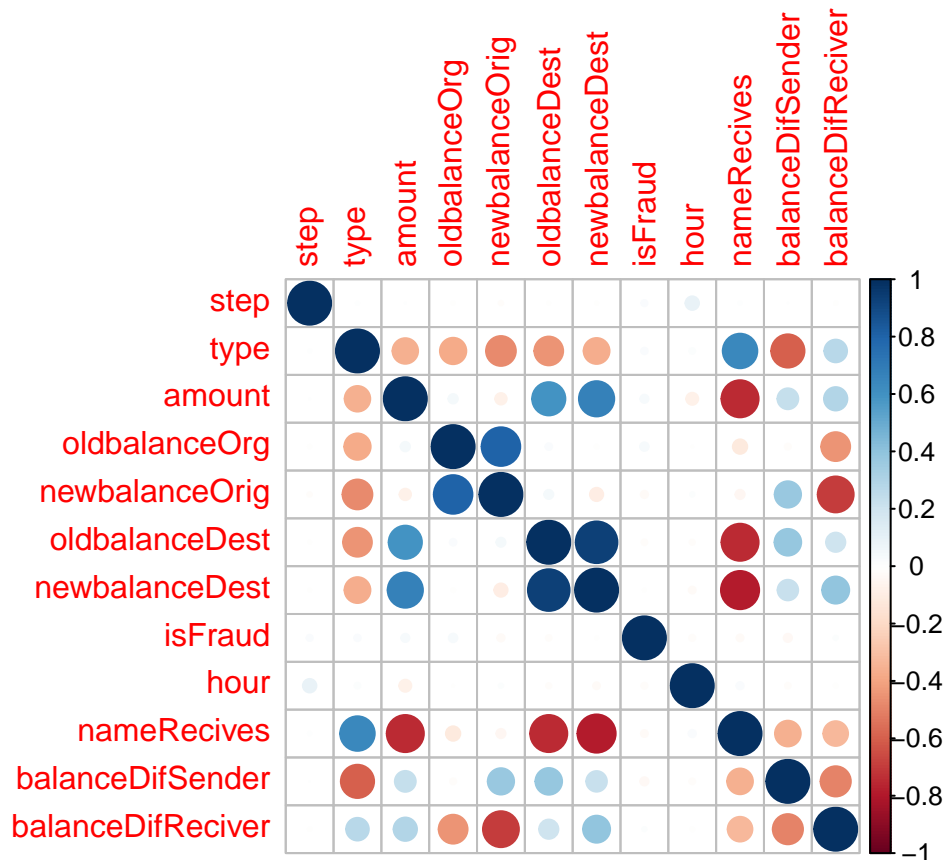 step
type
amount
oldbalanceOrg
newbalanceOrig
oldbalanceDest
newbalanceDest
isFraud
hour
nameRecives
balanceDifSender
balanceDifReciver
step
type
amount
oldbalanceOrg
newbalanceOrig
oldbalanceDest
newbalanceDest
isFraud
hour
nameRecives
balanceDifSender
balanceDifReciver
1
0.8
0.6
0.4
0.2
0
−0.2
−0.4
−0.6
−0.8
−1